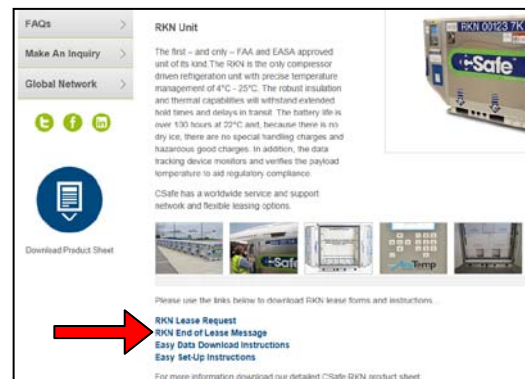 FAQs
Make An Inquiry
Global Network
Download Product Sheet
RKN Unit
The first – and only – FAA and EASA approved
unit of its kind.The RKN is the only compressor
driven refrigeration unit with precise temperature
management of 4°C - 25°C. The robust insulation
and thermal capabilities will withstand extended
hold times and delays in transit. The battery life is
over 100 hours at 22°C and, because there is no
dry ice, there are no special handling charges and
hazardous good charges. In addition, the data
tracking device monitors and verifies the payload
temperature to aid regulatory compliance.
CSafe has a worldwide service and support
network and flexible leasing options.
RKN 00123 7K
CSafe
Safe
AcuTemp
Please use the links below to download RKN lease forms and instructions...
RKN Lease Request
RKN End of Lease Message
Easy Data Download Instructions
Easy Set-Up Instructions
For more information download our detailed CSafe RKN product sheet.